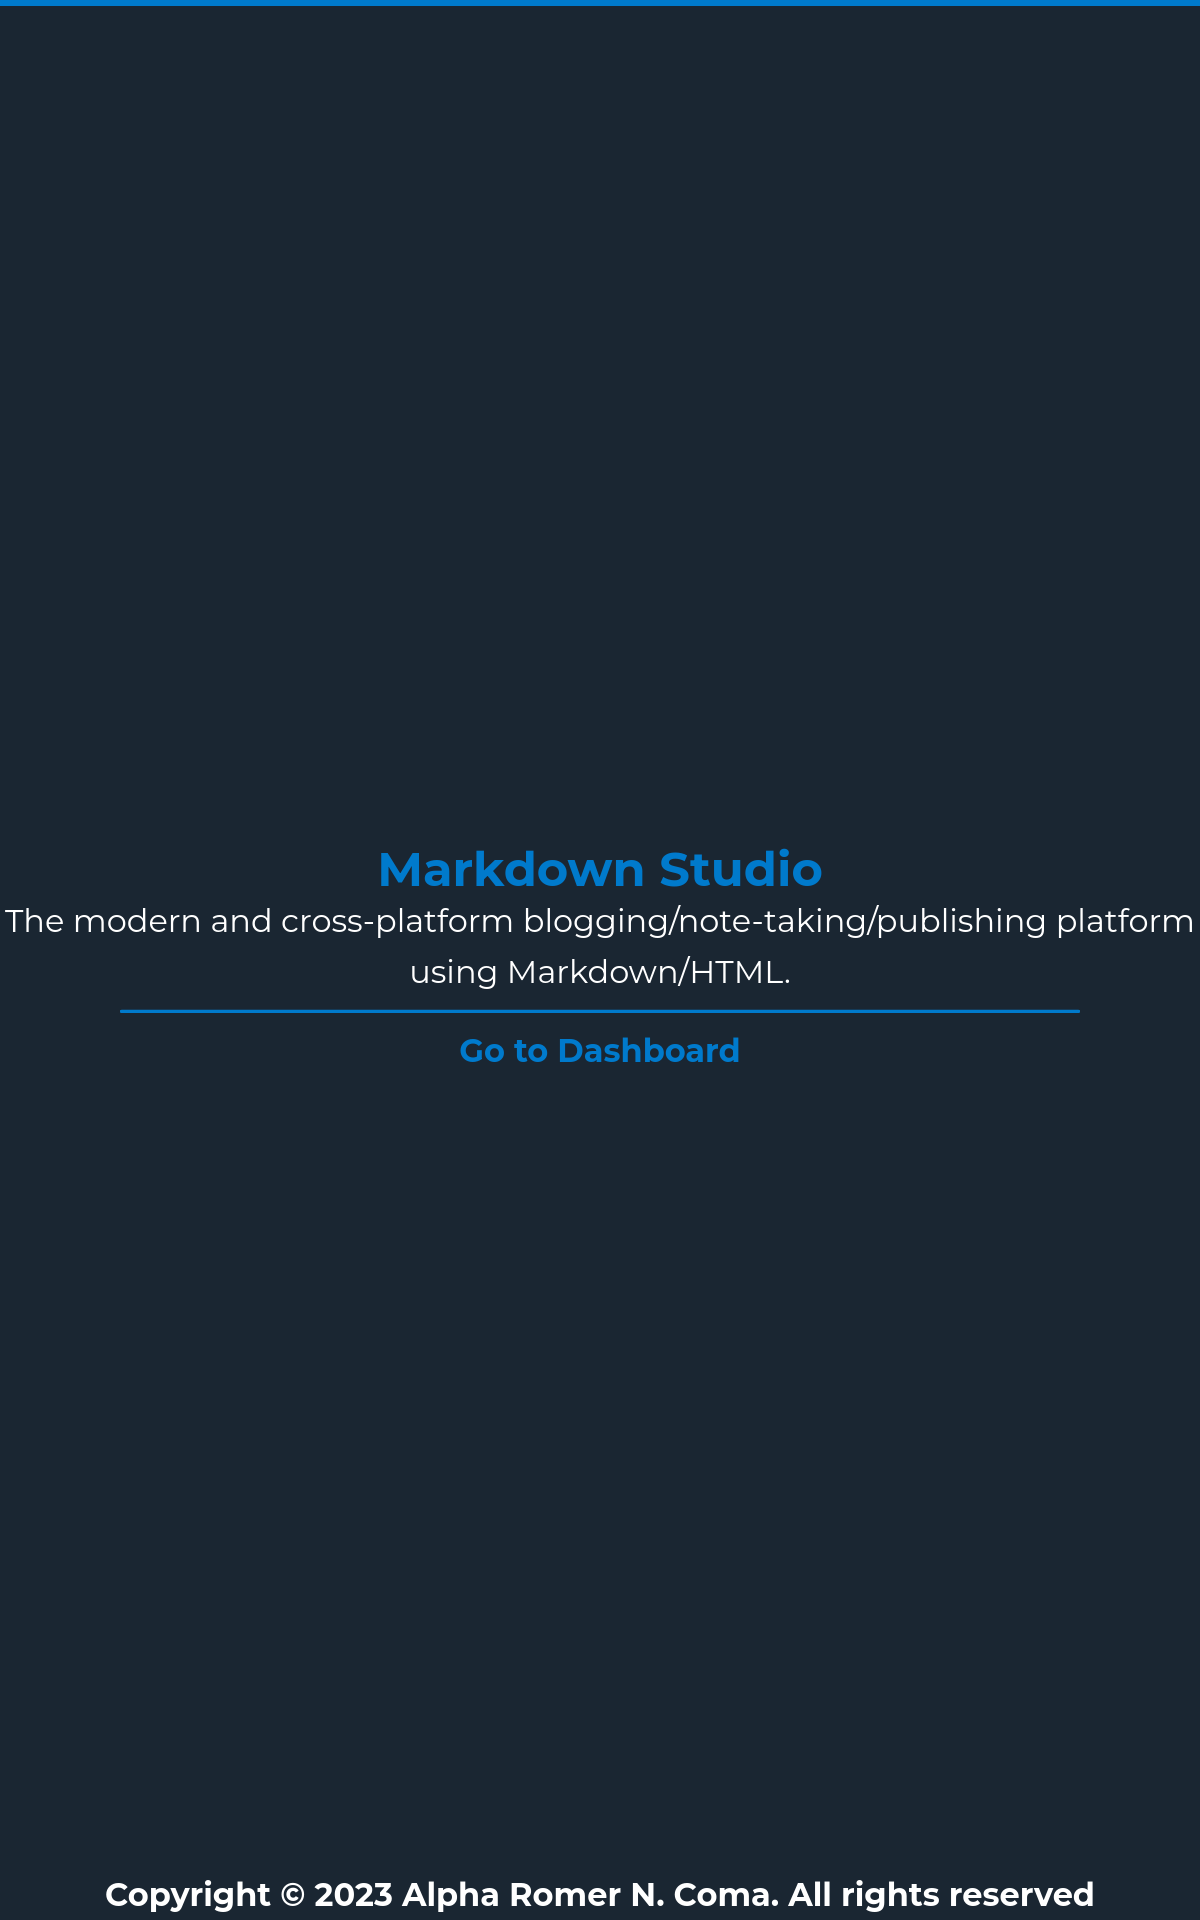 Markdown Studio
The modern and cross-platform blogging/note-taking/publishing platform
using Markdown/HTML.
Go to Dashboard
Copyright © 2023 Alpha Romer N. Coma. All rights reserved